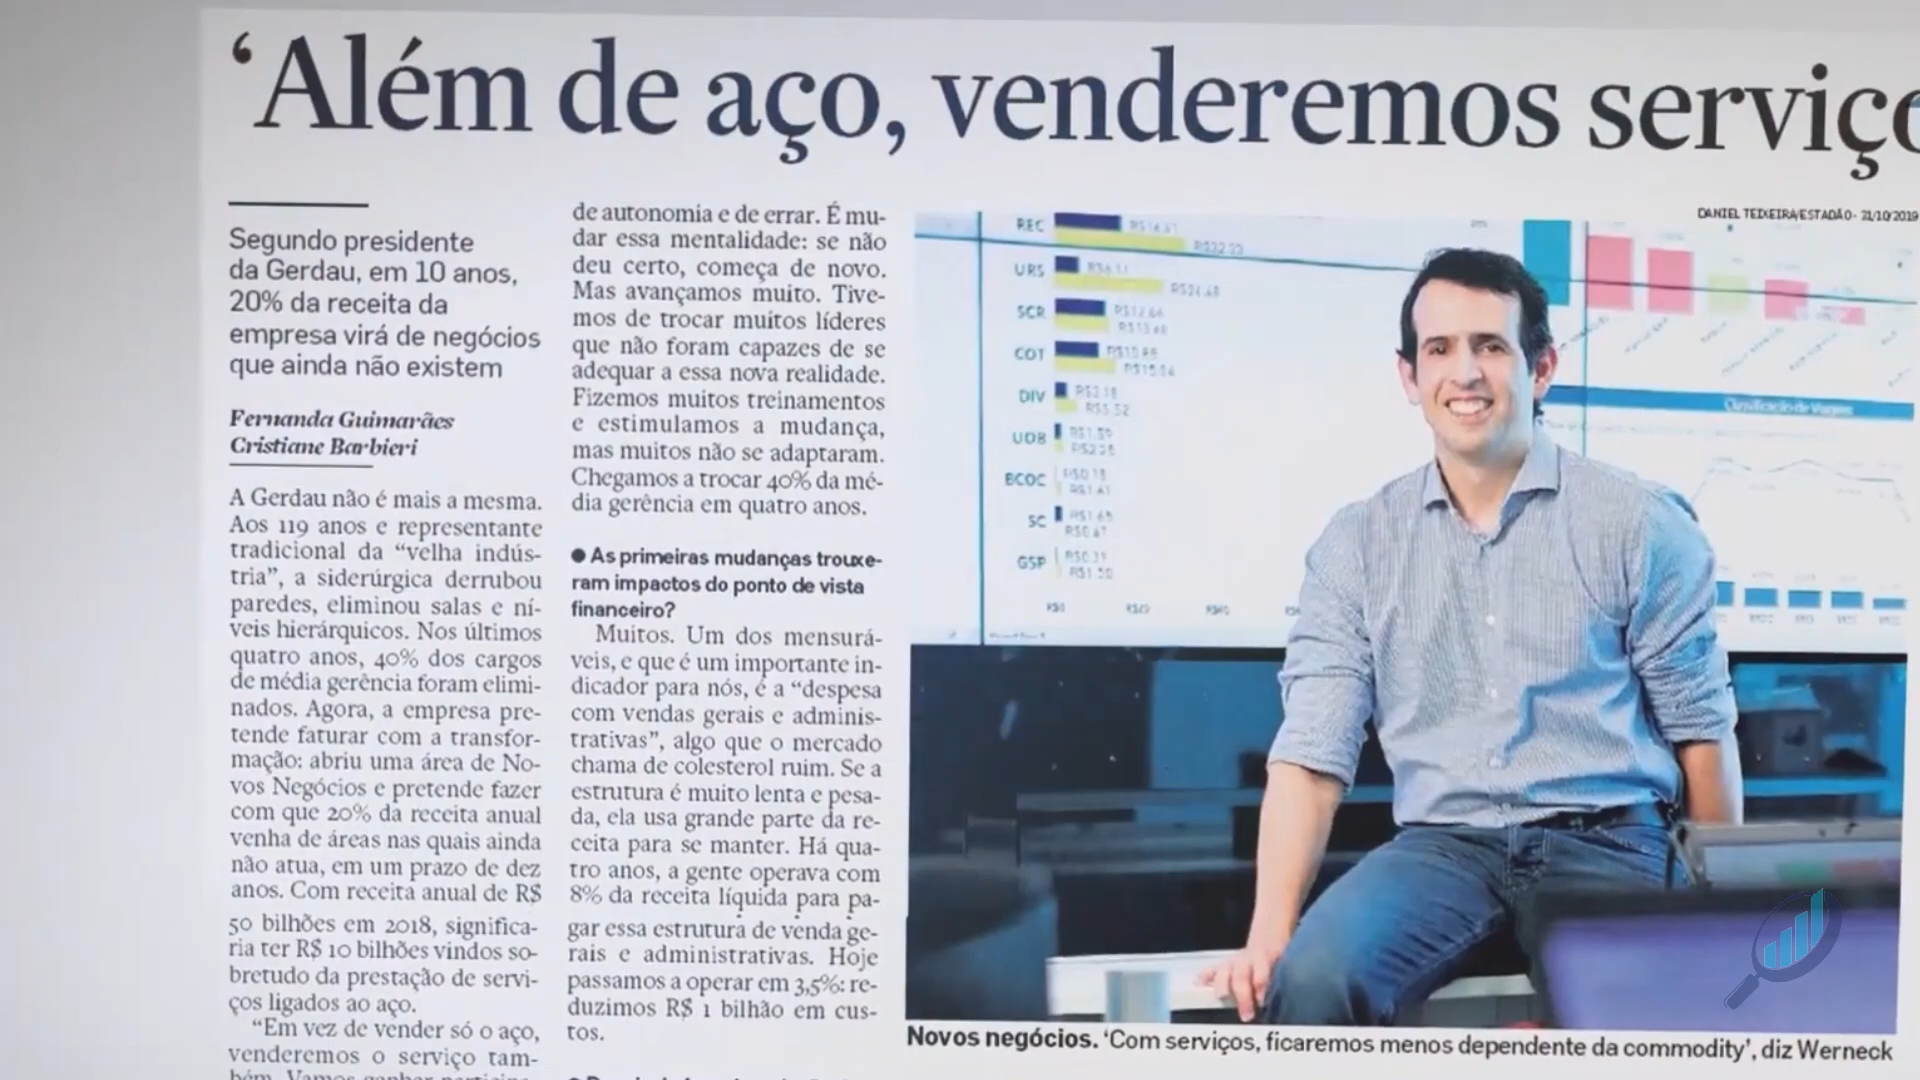 ‘Além de aço, venderemos serviço
Segundo presidente
da Gerdau, em 10 anos,
20% da receita da
empresa virá de negócios
que ainda não existem
Fernanda Guimarães
Cristiane Barbieri
A Gerdau não é mais a mesma.
Aos 119 anos e representante
tradicional da “velha indús-
tria”, a siderúrgica derrubou
paredes, eliminou salas e ní-
veis hierárquicos. Nos últimos
quatro anos, 40% dos cargos
de média gerência foram elimi-
nados. Agora, a empresa pre-
tende faturar com a transfor-
mação: abriu uma área de No-
vos Negócios e pretende fazer
com que 20% da receita anual
venha de áreas nas quais ainda
não atua, em um prazo de dez
anos. Com receita anual de R$
50 bilhões em 2018, significa-
ria ter R$ 10 bilhões vindos so-
bretudo da prestação de servi-
ços ligados ao aço.
“Em vez de vender só o aço,
venderemos o serviço tam-
bém. Vamos ganhar
de autonomia e de errar. É mu-
dar essa mentalidade: se não
deu certo, começa de novo.
Mas avançamos muito. Tive-
mos de trocar muitos líderes
que não foram capazes de se
adequar a essa nova realidade.
Fizemos muitos treinamentos
e estimulamos a mudança,
mas muitos não se adaptaram.
Chegamos a trocar 40% da mé-
dia gerência em quatro anos.
● As primeiras mudanças trouxe-
ram impactos do ponto de vista
financeiro?
Muitos. Um dos mensurá-
veis, e que é um importante in-
dicador para nós, é a “despesa
com vendas gerais e adminis-
trativas”, algo que o mercado
chama de colesterol ruim. Se a
estrutura é muito lenta e pesa-
da, ela usa grande parte da re-
ceita para se manter. Há qua-
tro anos, a gente operava com
8% da receita líquida para pa-
gar essa estrutura de venda ge-
rais e administrativas. Hoje
passamos a operar em 3,5%: re-
duzimos R$ 1 bilhão em cus-
tos.
DANIEL TEIXEIRA/ESTADÃO - 31/10/2019
REC
URS
SCR
COT
DIV
UDB
BCOC
SC
GSP
Classificação de Viagens
Novos negócios. ‘Com serviços, ficaremos menos dependente da commodity’, diz Werneck